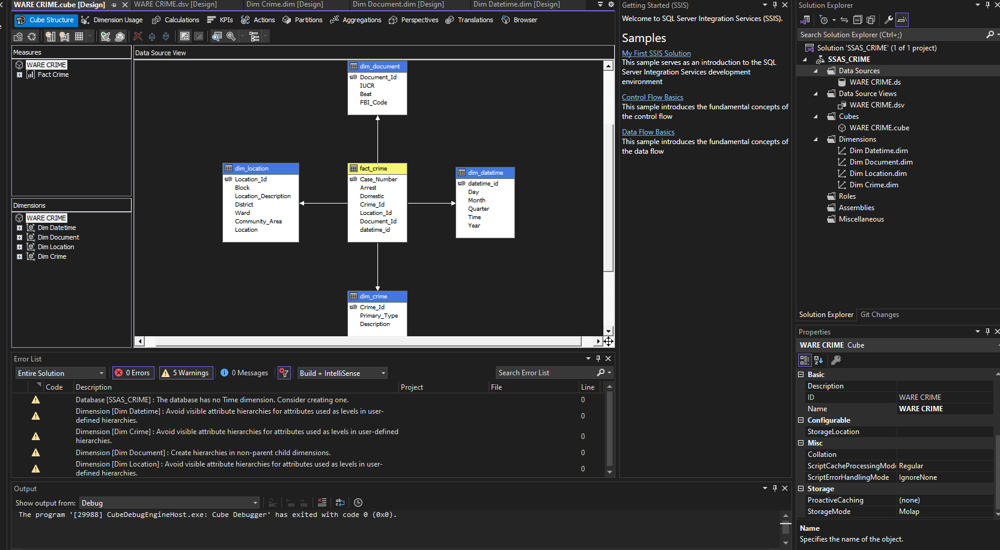 WARE CRIME.cube [Design]
WARE CRIME.dsv [Design]
Dim Crime.dim [Design]
Dim Document.dim [Design]
Dim Datetime.dim [Design]
Cube Structure
Dimension Usage
Calculations
KPIs
Actions
Partitions
Aggregations
Perspectives
Translations
Browser
Measures
WARE CRIME
Fact Crime
Dimensions
WARE CRIME
Dim Datetime
Dim Document
Dim Location
Dim Crime
Data Source View
dim_document
Document_Id
IUCR
Beat
FBI_Code
dim_location
Location_Id
Block
Location_Description
District
Ward
Community_Area
Location
fact_crime
Case_Number
Arrest
Domestic
Crime_Id
Location_Id
Document_Id
datetime_id
dim_datetime
datetime_id
Day
Month
Quarter
Time
Year
dim_crime
Crime_Id
Primary_Type
Description
Getting Started (SSIS)
Welcome to SQL Server Integration Services (SSIS).
Samples
My First SSIS Solution
This sample serves as an introduction to the SQL
Server Integration Services development
environment
Control Flow Basics
This sample introduces the fundamental concepts of
the control flow
Data Flow Basics
This sample introduces the fundamental concepts of
the data flow
Solution Explorer
Search Solution Explorer (Ctrl+;)
Solution 'SSAS_CRIME' (1 of 1 project)
SSAS_CRIME
Data Sources
WARE CRIME.ds
Data Source Views
WARE CRIME.dsv
Cubes
WARE CRIME.cube
Dimensions
Dim Datetime.dim
Dim Document.dim
Dim Location.dim
Dim Crime.dim
Roles
Assemblies
Miscellaneous
Solution Explorer
Git Changes
Properties
WARE CRIME Cube
Basic
Description
ID WARE CRIME
Name WARE CRIME
Configurable
StorageLocation
Misc
Collation
ScriptCacheProcessingMode Regular
ScriptErrorHandlingMode IgnoreNone
Storage
ProactiveCaching (none)
StorageMode Molap
Name
Specifies the name of the object.
Error List
Entire Solution
0 Errors
5 Warnings
0 Messages
Build + IntelliSense
Search Error List
Code Description Project File Line
Database [SSAS_CRIME] : The database has no Time dimension. Consider creating one. 0
Dimension [Dim Datetime] : Avoid visible attribute hierarchies for attributes used as levels in user-
defined hierarchies. 0
Dimension [Dim Crime] : Avoid visible attribute hierarchies for attributes used as levels in user-defined
hierarchies. 0
Dimension [Dim Document] : Create hierarchies in non-parent child dimensions. 0
Dimension [Dim Location] : Avoid visible attribute hierarchies for attributes used as levels in user-
defined hierarchies. 0
Output
Show output from: Debug
The program '[29988] CubeDebugEngineHost.exe: Cube Debugger' has exited with code 0 (0x0).